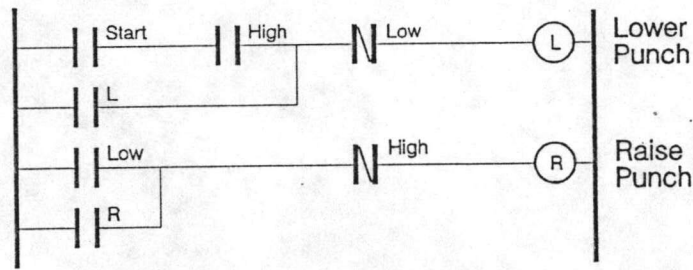 Start High Low L Lower
Punch
L
Low High R Raise
Punch
R